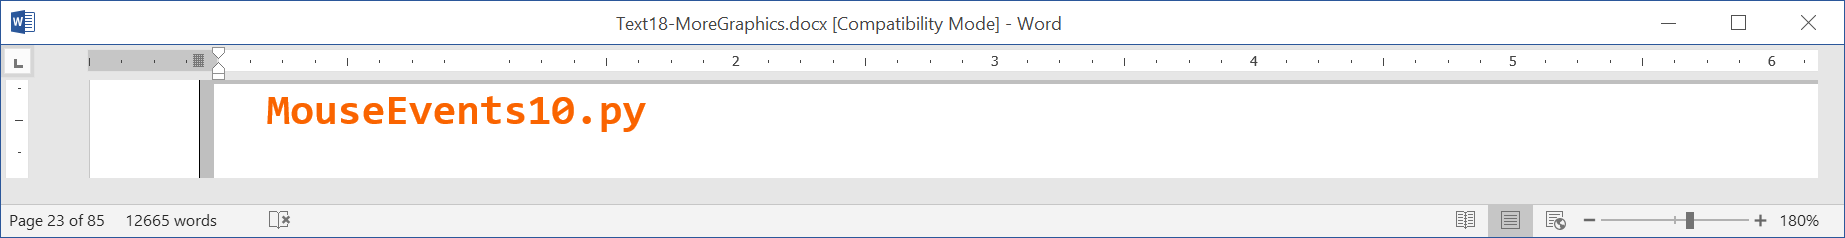 Text18-MoreGraphics.docx [Compatibility Mode] - Word
2 3 4 5 6
MouseEvents10.py
Page 23 of 85 12665 words 180%